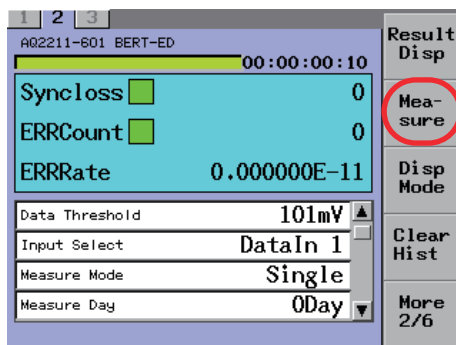 1 2 3
AQ2211-601 BERT-ED
00:00:00:10
Syncloss 0
ERRCount 0
ERRRate 0.000000E-11
Data Threshold 101mV
Input Select DataIn 1
Measure Mode Single
Measure Day 0Day
Result
Disp
Mea-
sure
Disp
Mode
Clear
Hist
More
2/6